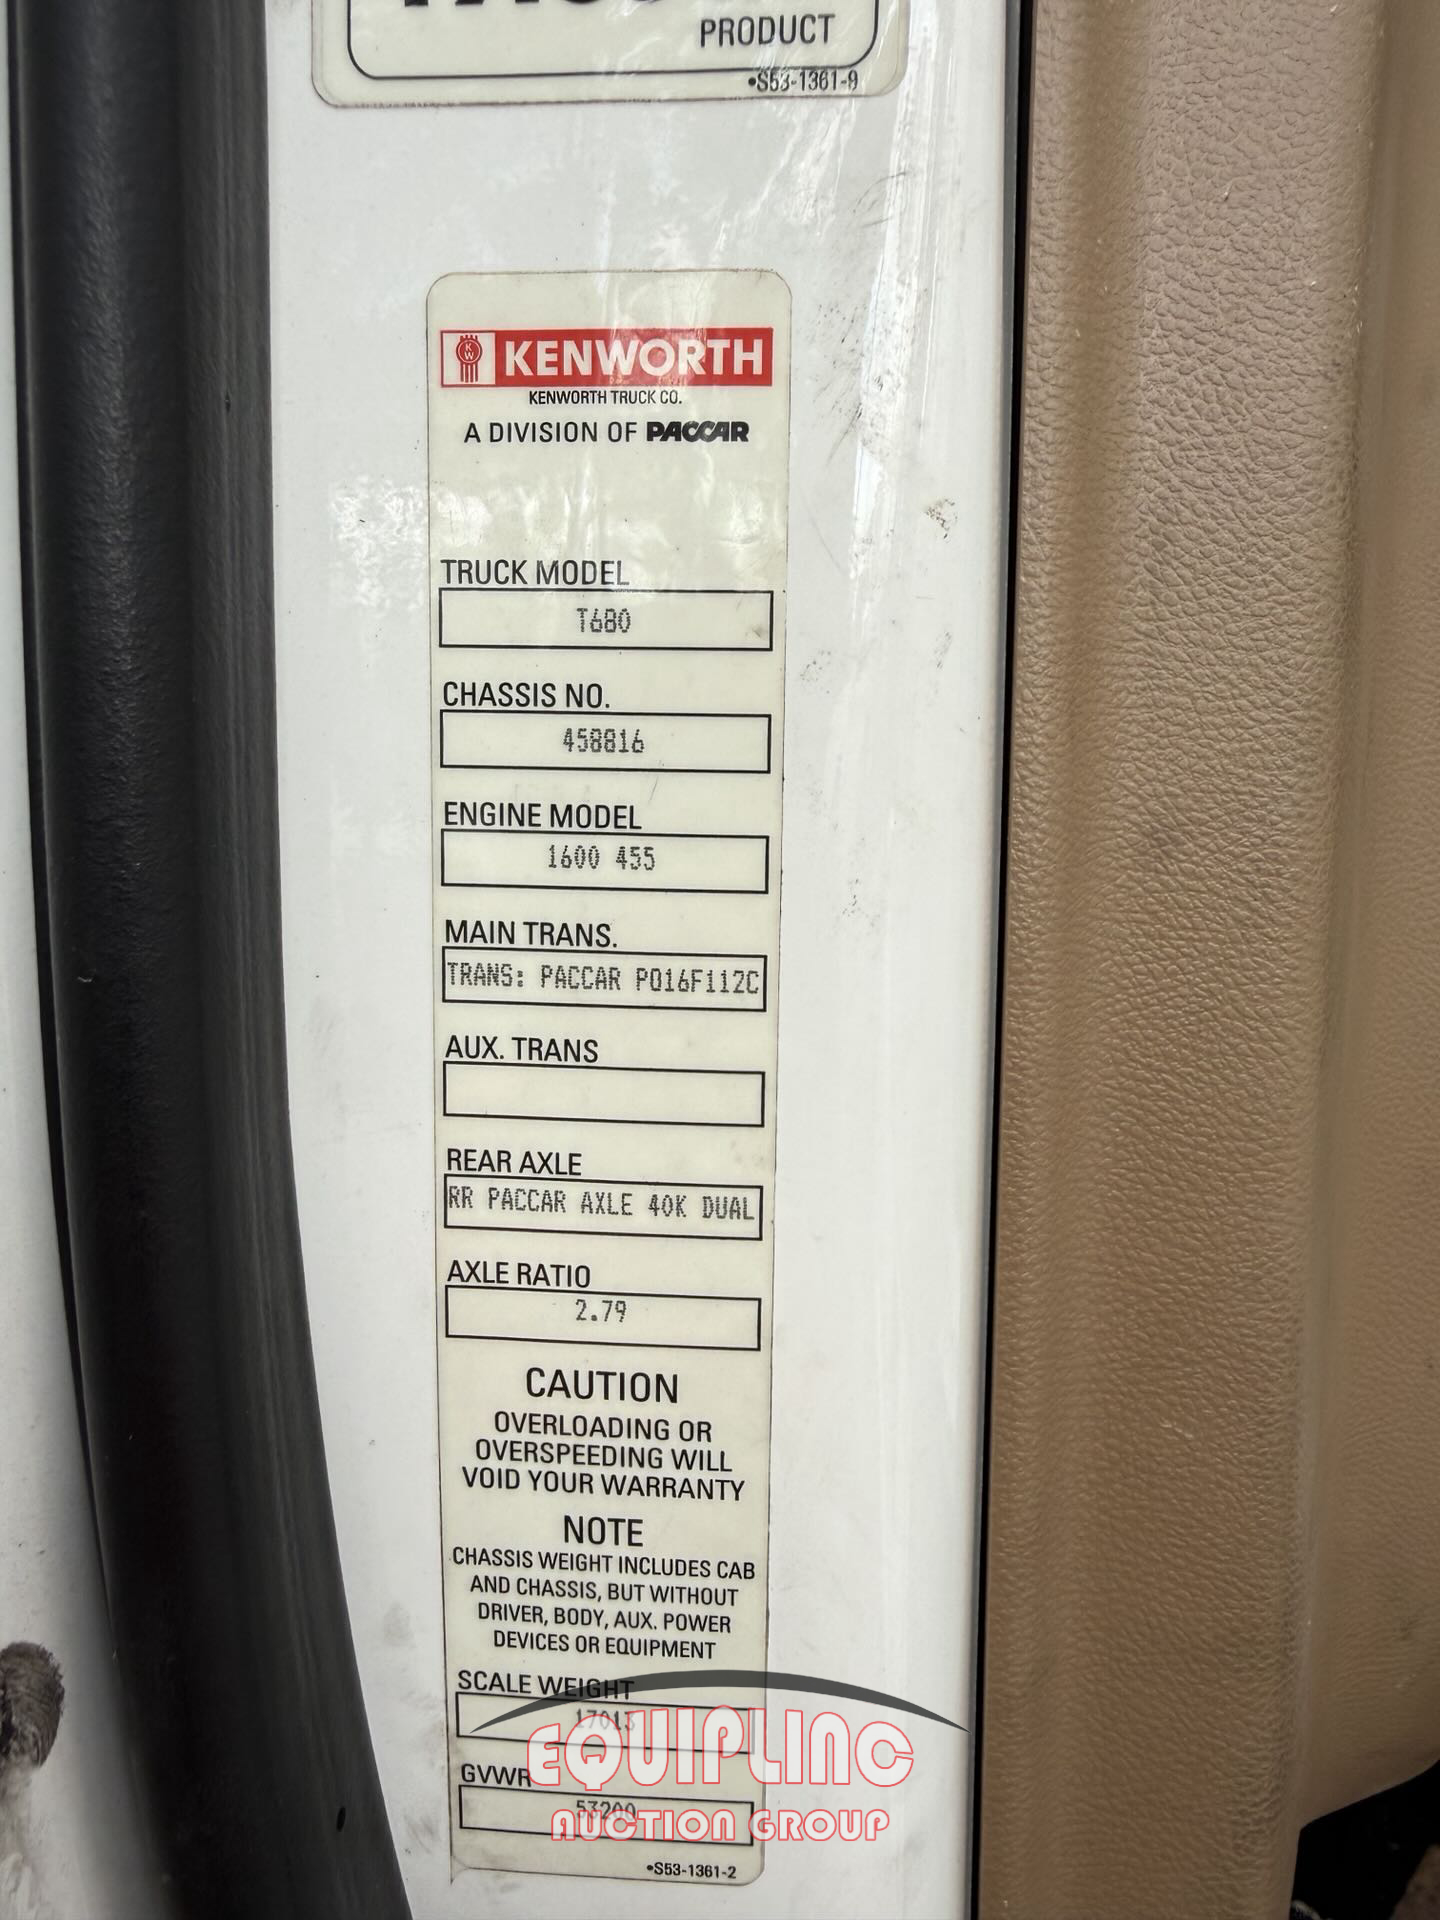 PRODUCT
•S53-1361-9
KW
KENWORTH
KENWORTH TRUCK CO.
A DIVISION OF PACCAR
TRUCK MODEL
T680
CHASSIS NO.
458816
ENGINE MODEL
1600 455
MAIN TRANS.
TRANS: PACCAR PO16F112C
AUX. TRANS
REAR AXLE
RR PACCAR AXLE 40K DUAL
AXLE RATIO
2.79
CAUTION
OVERLOADING OR
OVERSPEEDING WILL
VOID YOUR WARRANTY
NOTE
CHASSIS WEIGHT INCLUDES CAB
AND CHASSIS, BUT WITHOUT
DRIVER, BODY, AUX. POWER
DEVICES OR EQUIPMENT
SCALE WEIGHT
17013
GVWR
53200
•S53-1361-2
EQUIPLINC
AUCTION GROUP